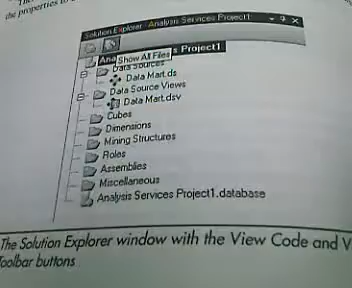 the properties to
Solution Explorer - Analysis Services Project1
Ana Show All Files s Project1
Data Sources
Data Mart.ds
Data Source Views
Data Mart.dsv
Cubes
Dimensions
Mining Structures
Roles
Assemblies
Miscellaneous
Analysis Services Project1.database
The Solution Explorer window with the View Code and V
Toolbar buttons